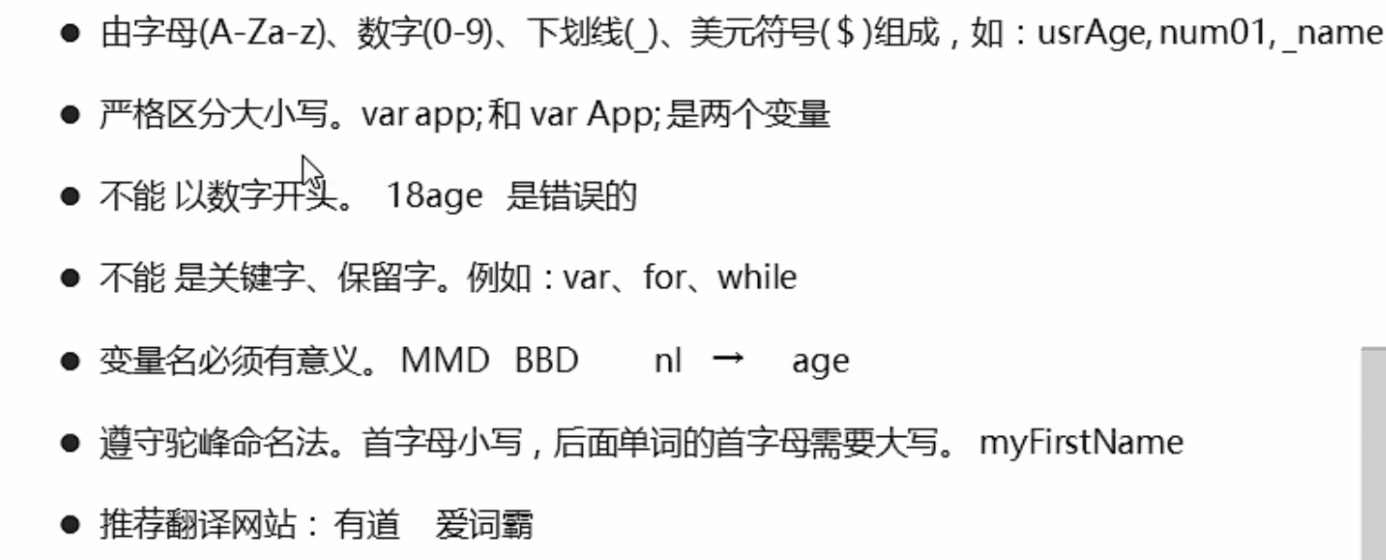 ● 由字母(A-Za-z)、数字(0-9)、下划线(_)、美元符号($)组成，如：usrAge, num01, _name
● 严格区分大小写。var app; 和 var App; 是两个变量
● 不能 以数字开头。 18age 是错误的
● 不能 是关键字、保留字。例如：var、for、while
● 变量名必须有意义。 MMD BBD nl → age
● 遵守驼峰命名法。首字母小写，后面单词的首字母需要大写。 myFirstName
● 推荐翻译网站： 有道 爱词霸